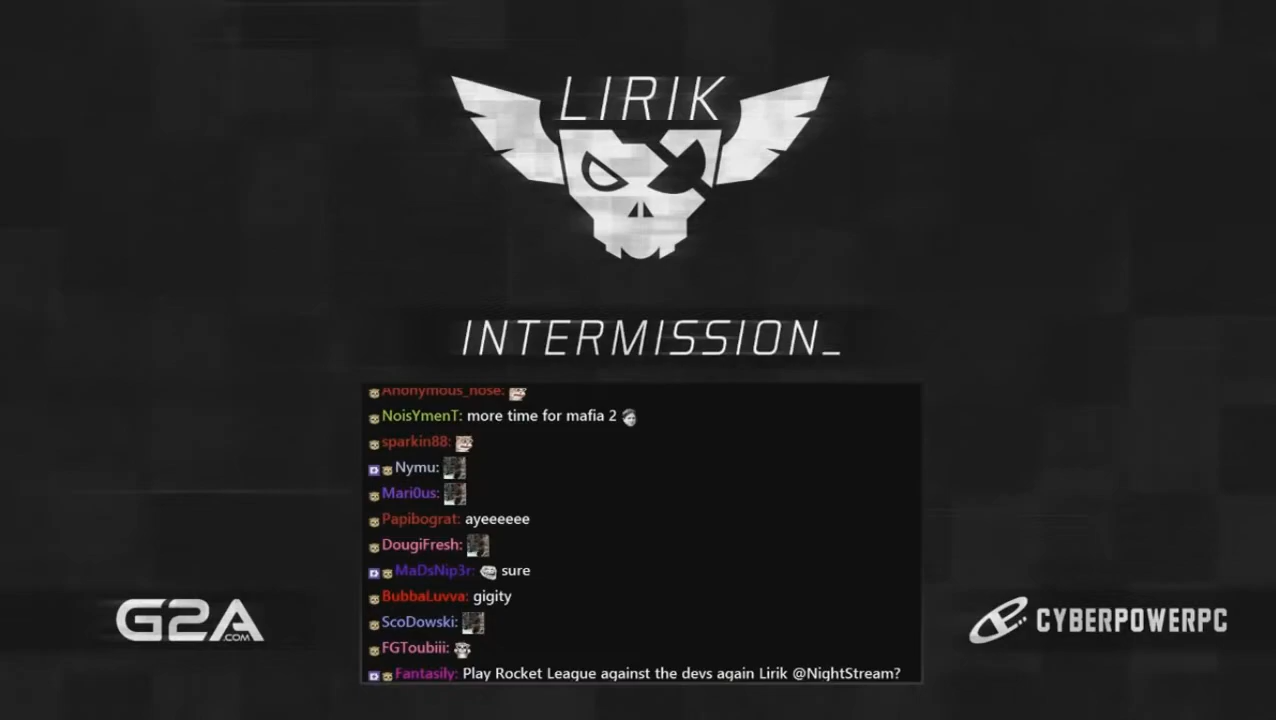 LIRIK
INTERMISSION_
Anonymous_nose:
NoisYmenT: more time for mafia 2
sparkin88:
Nymu:
Mari0us:
Papibograt: ayeeeeee
DougiFresh:
MaDsNip3r: sure
BubbaLuvva: gigity
ScoDowski:
FGToubiii:
Fantasily: Play Rocket League against the devs again Lirik @NightStream?
G2A.COM
CYBERPOWERPC